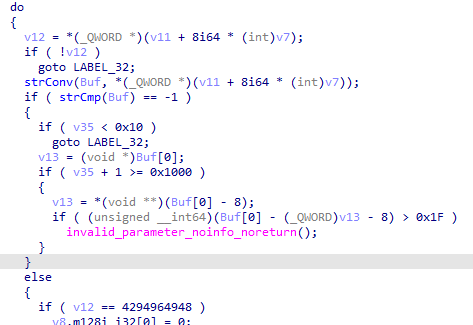 do
{
v12 = *(_QWORD *)(v11 + 8i64 * (int)v7);
if ( !v12 )
goto LABEL_32;
strConv(Buf, *(_QWORD *)(v11 + 8i64 * (int)v7));
if ( strCmp(Buf) == -1 )
{
if ( v35 < 0x10 )
goto LABEL_32;
v13 = (void *)Buf[0];
if ( v35 + 1 >= 0x1000 )
{
v13 = *(void **)(Buf[0] - 8);
if ( (unsigned __int64)(Buf[0] - (_QWORD)v13 - 8) > 0x1F )
invalid_parameter_noinfo_noreturn();
}
}
else
{
if ( v12 == 4294964948 )
v8.m128i_i32[0] = 0;